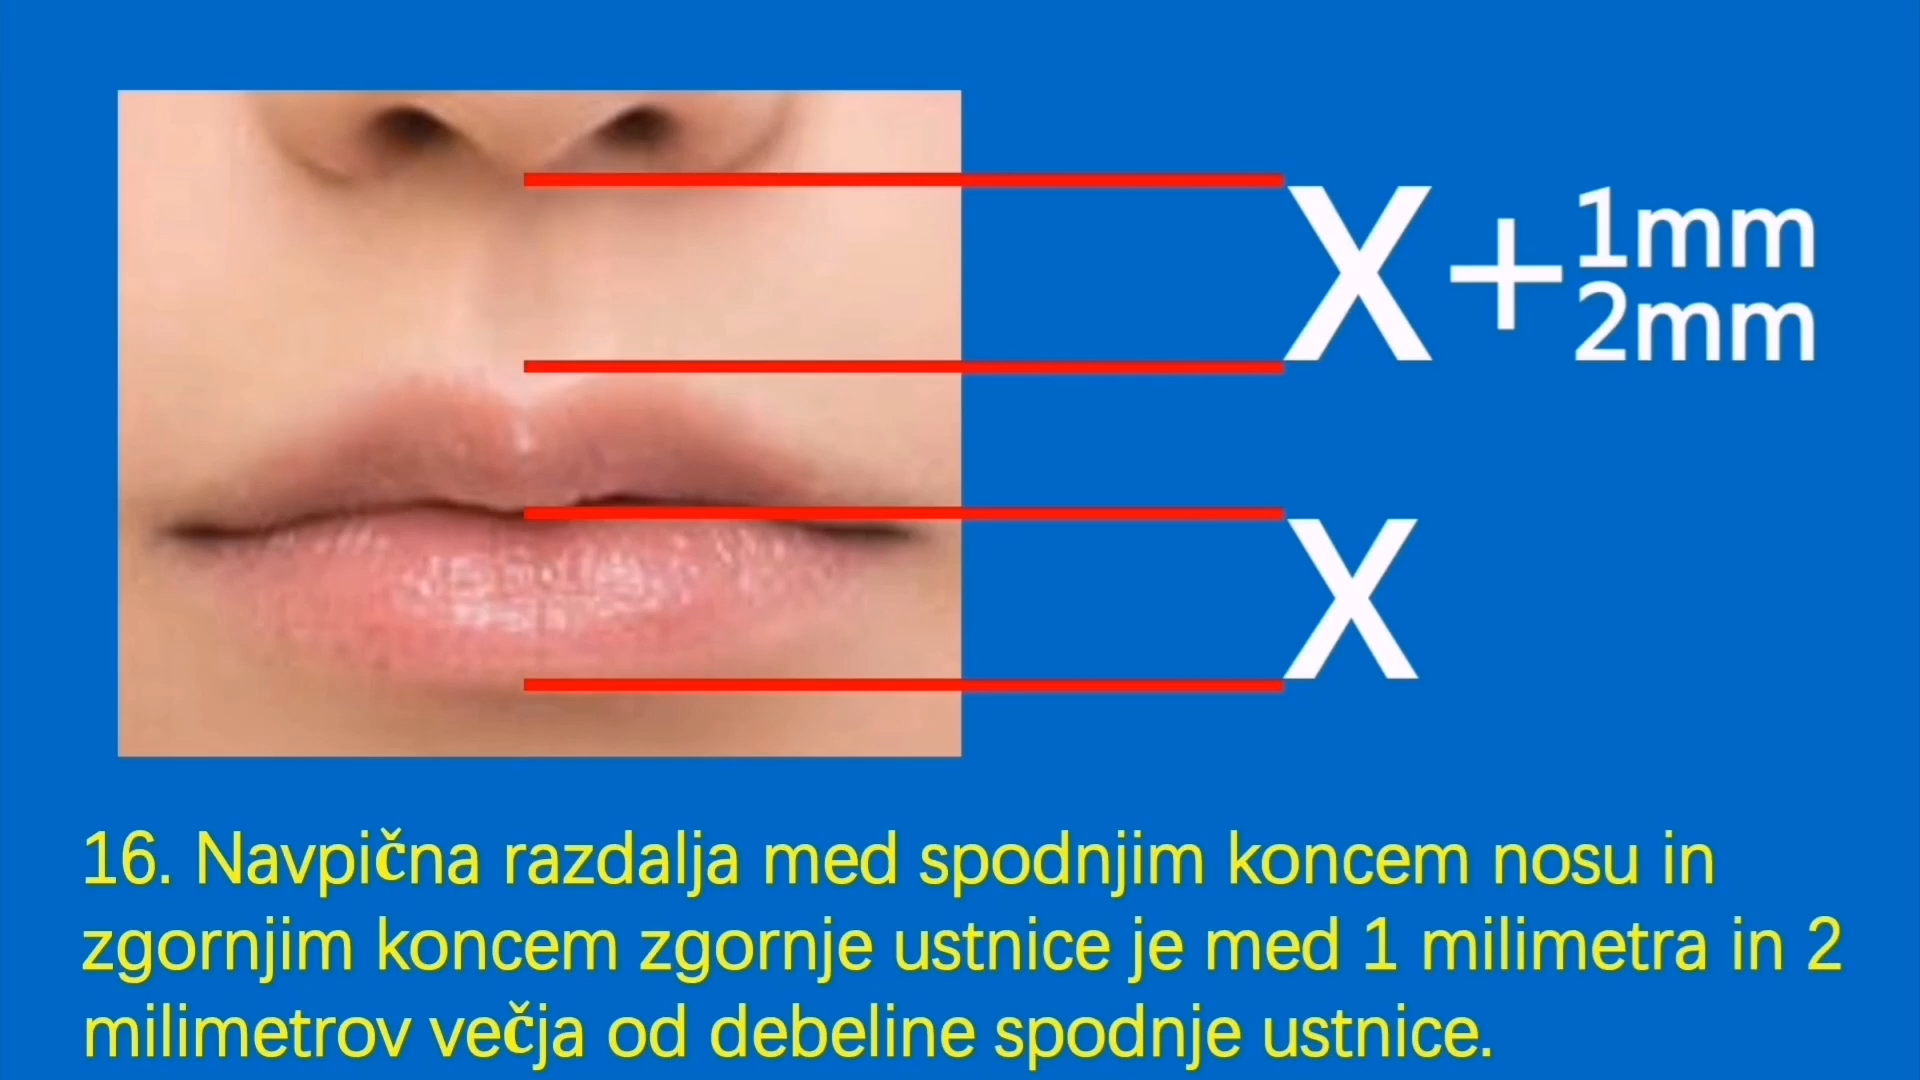 X+1mm
2mm
X
16. Navpična razdalja med spodnjim koncem nosu in
zgornjim koncem zgornje ustnice je med 1 milimetra in 2
milimetrov večja od debeline spodnje ustnice.